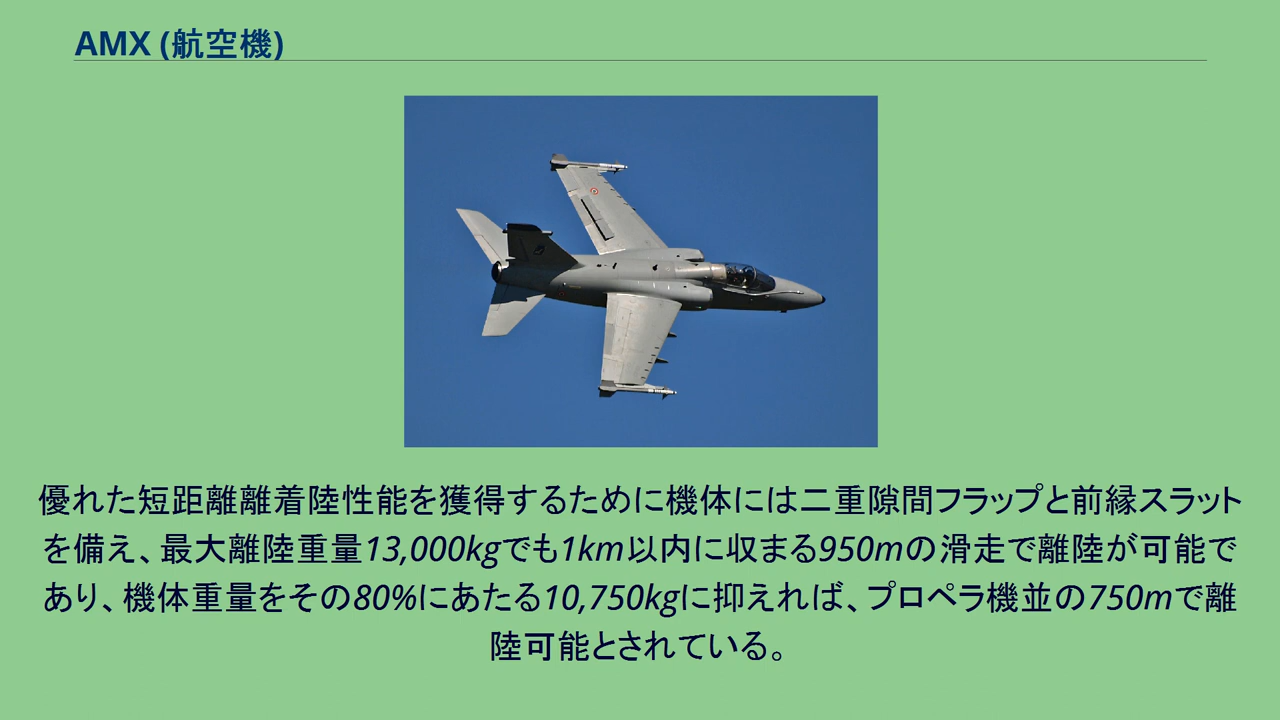 AMX (航空機)
優れた短距離離着陸性能を獲得するために機体には二重隙間フラップと前縁スラット
を備え、最大離陸重量13,000kgでも1km以内に収まる950mの滑走で離陸が可能で
あり、機体重量をその80%にあたる10,750kgに抑えれば、プロペラ機並の750mで離
陸可能とされている。